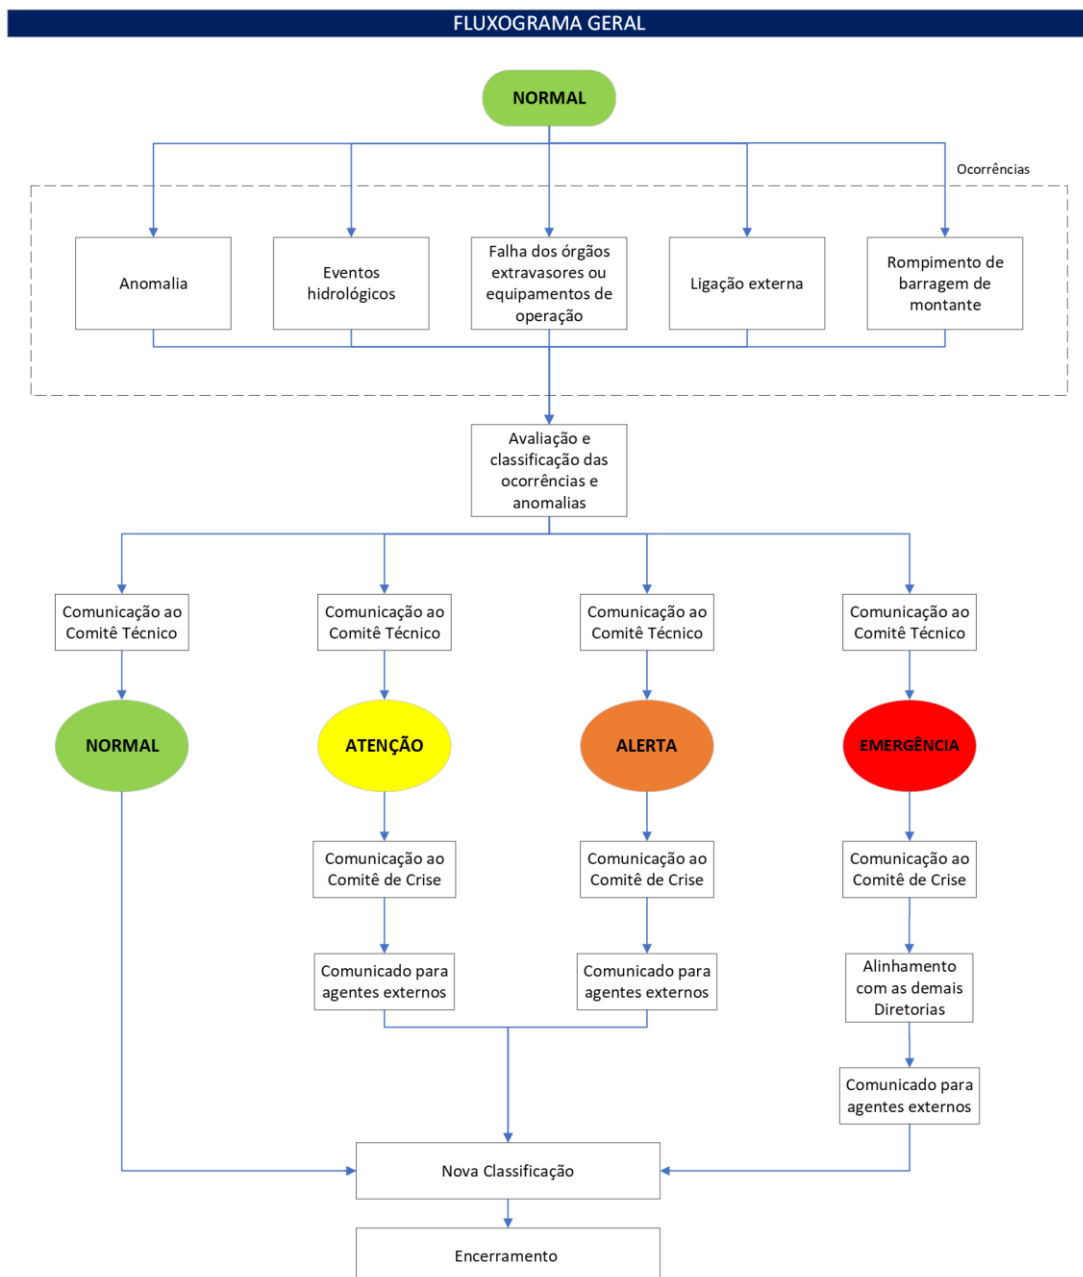 FLUXOGRAMA GERAL
NORMAL
Ocorrências
Anomalia
Eventos
hidrológicos
Falha dos órgãos
extravasores ou
equipamentos de
operação
Ligação externa
Rompimento de
barragem de
montante
Avaliação e
classificação das
ocorrências e
anomalias
Comunicação ao
Comitê Técnico
Comunicação ao
Comitê Técnico
Comunicação ao
Comitê Técnico
Comunicação ao
Comitê Técnico
NORMAL
ATENÇÃO
ALERTA
EMERGÊNCIA
Comunicação ao
Comitê de Crise
Comunicação ao
Comitê de Crise
Comunicação ao
Comitê de Crise
Comunicado para
agentes externos
Comunicado para
agentes externos
Alinhamento
com as demais
Diretorias
Comunicado para
agentes externos
Nova Classificação
Encerramento